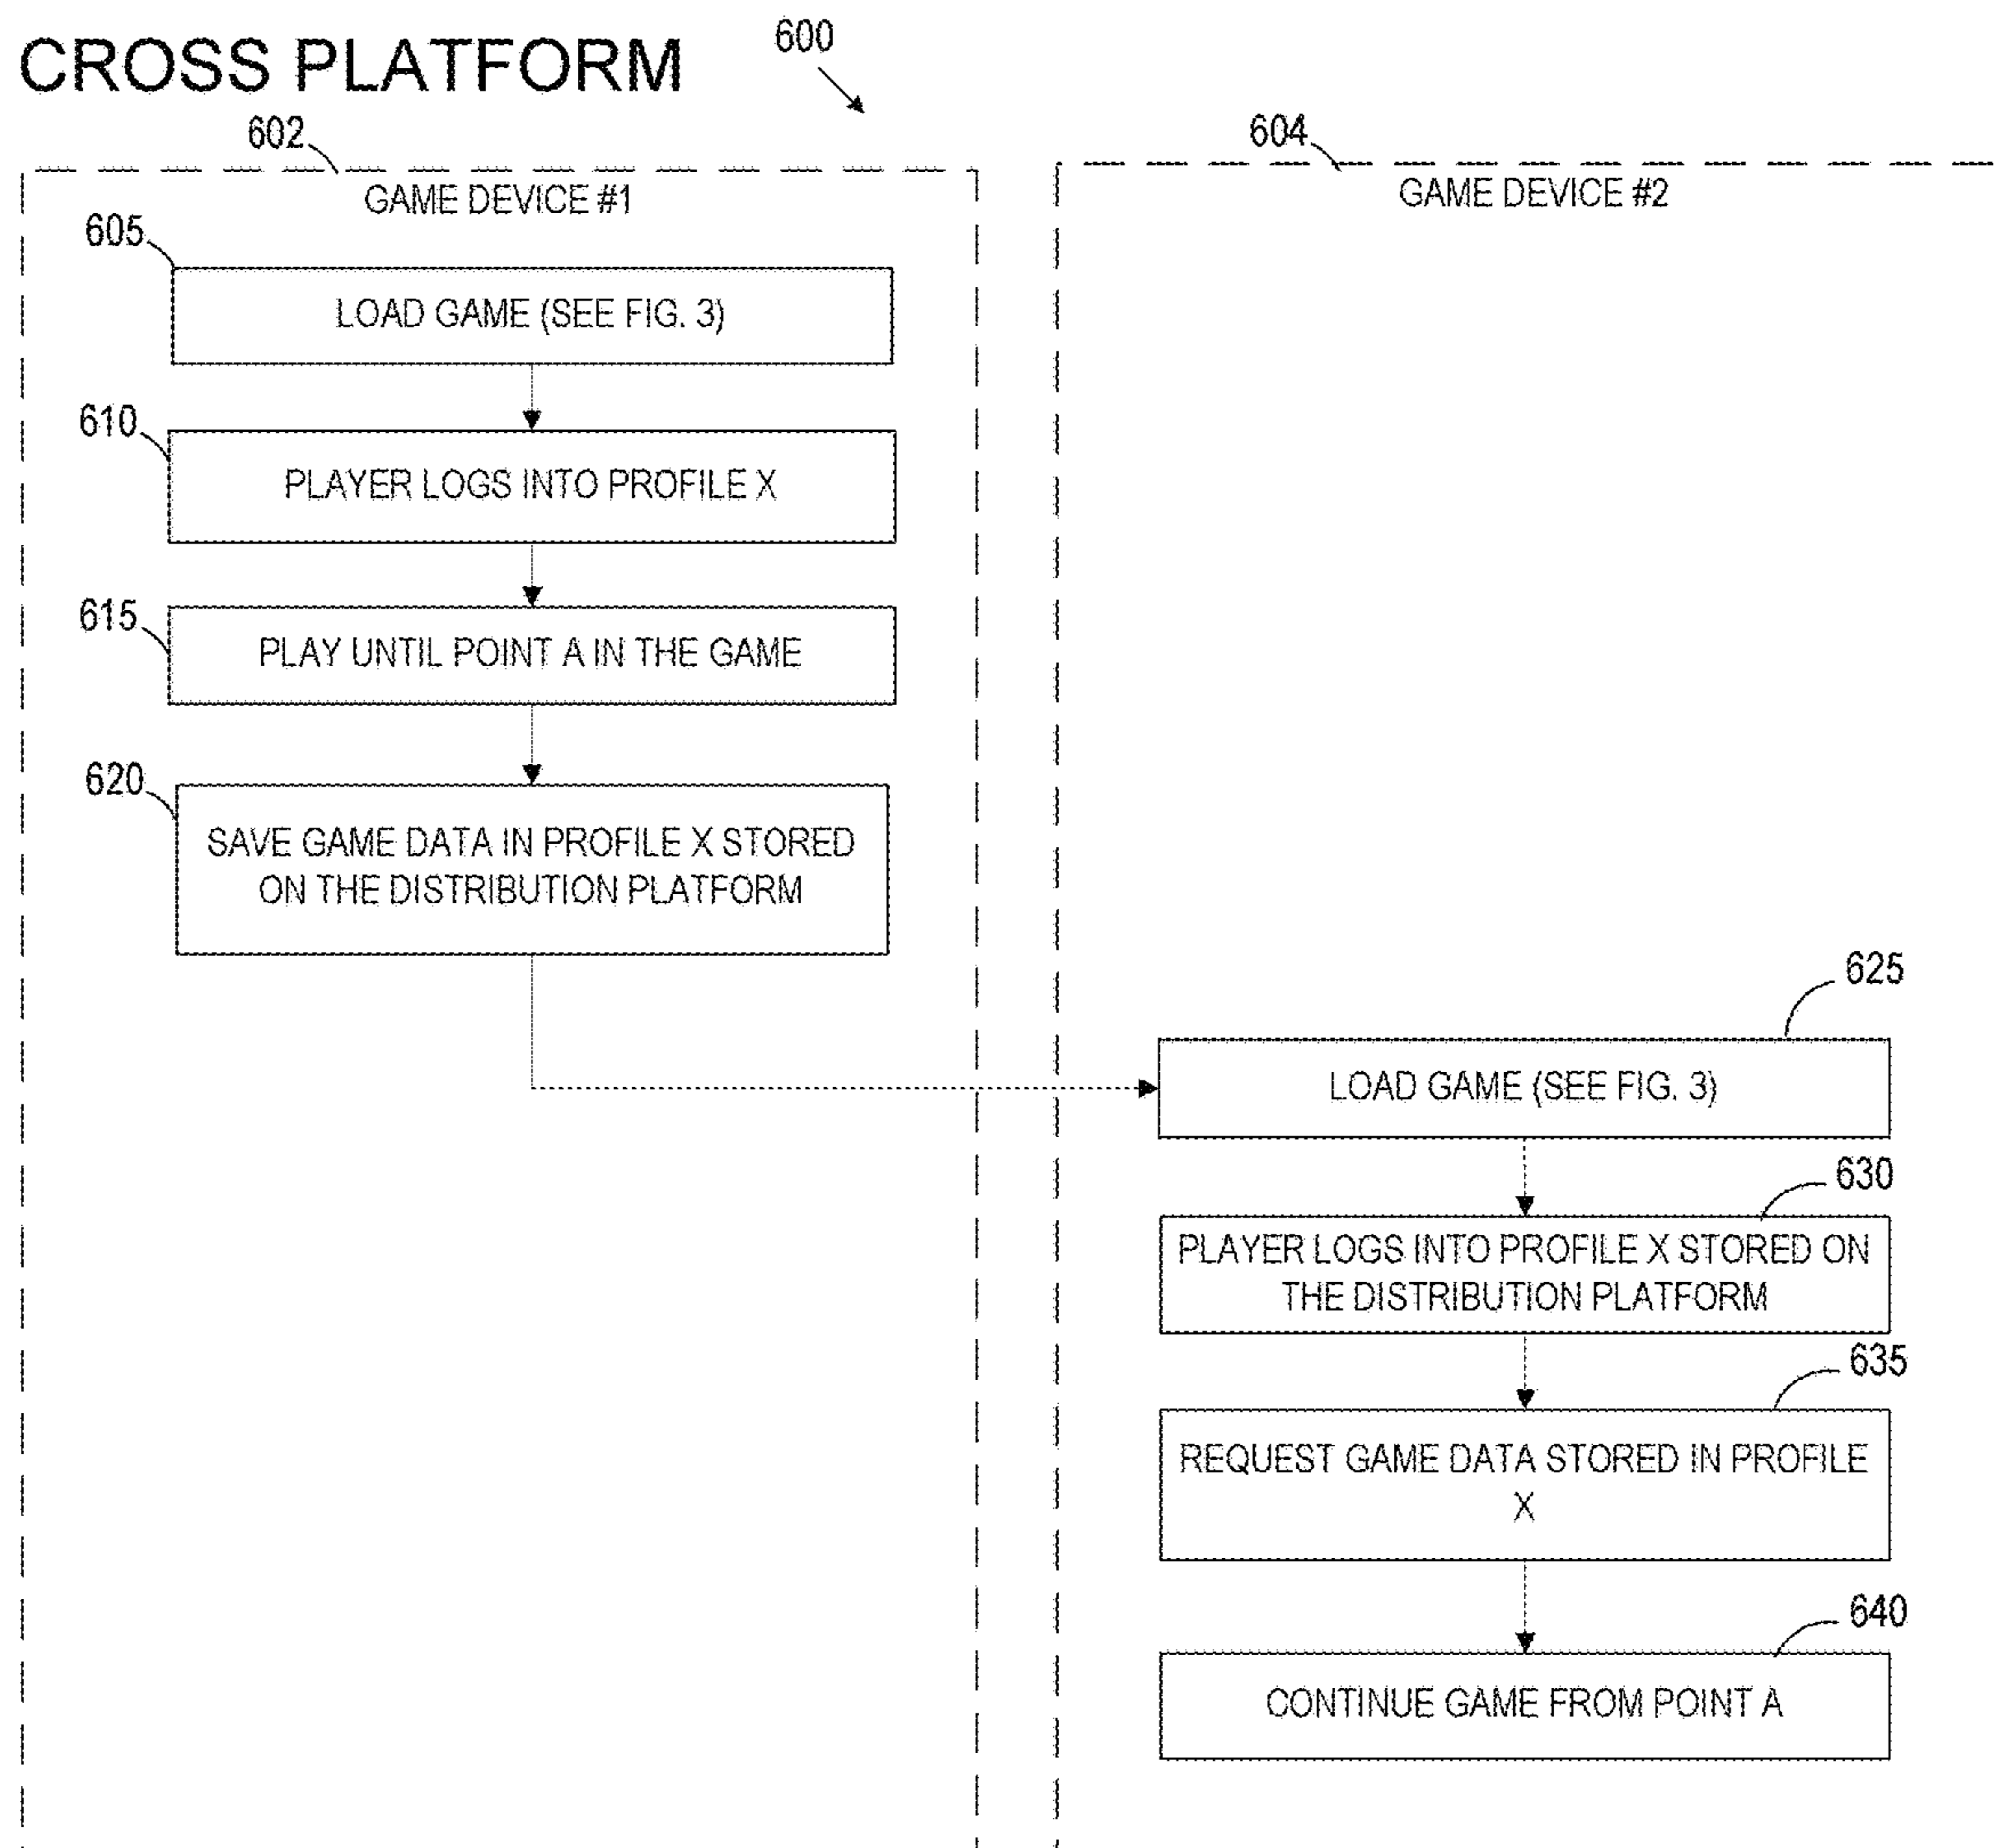 CROSS PLATFORM
600
602
GAME DEVICE #1
605
LOAD GAME (SEE FIG. 3)
610
PLAYER LOGS INTO PROFILE X
615
PLAY UNTIL POINT A IN THE GAME
620
SAVE GAME DATA IN PROFILE X STORED
ON THE DISTRIBUTION PLATFORM
604
GAME DEVICE #2
625
LOAD GAME (SEE FIG. 3)
630
PLAYER LOGS INTO PROFILE X STORED ON
THE DISTRIBUTION PLATFORM
635
REQUEST GAME DATA STORED IN PROFILE
X
640
CONTINUE GAME FROM POINT A